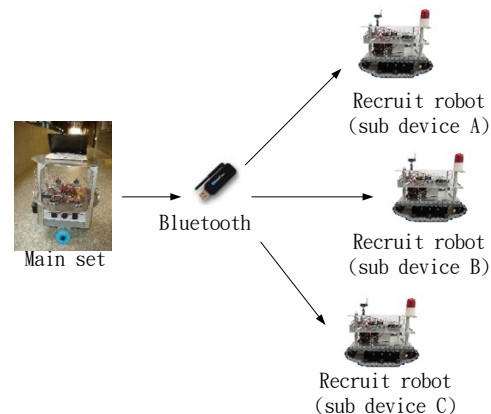 Recruit robot
(sub device A)
Bluetooth
Main set
Recruit robot
(sub device B)
Recruit robot
(sub device C)